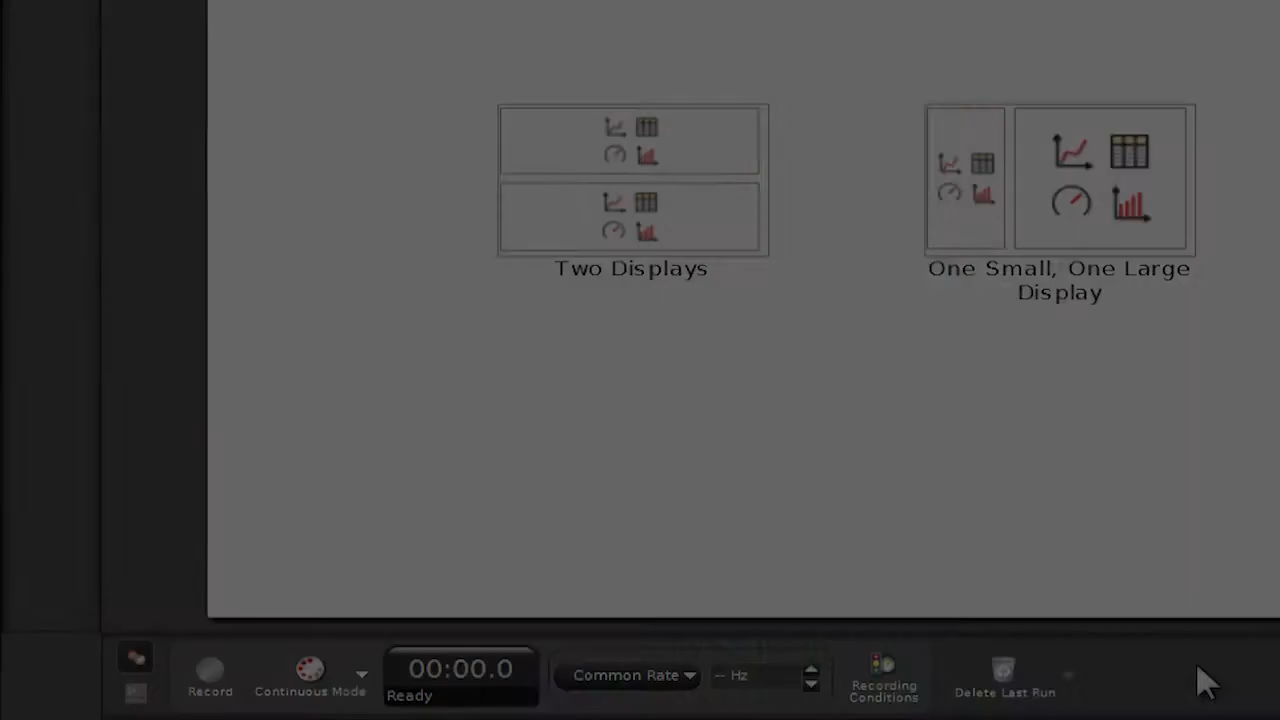 Two Displays
One Small, One Large
Display
Record
Continuous Mode
00:00.0
Ready
Common Rate
-- Hz
Recording
Conditions
Delete Last Run